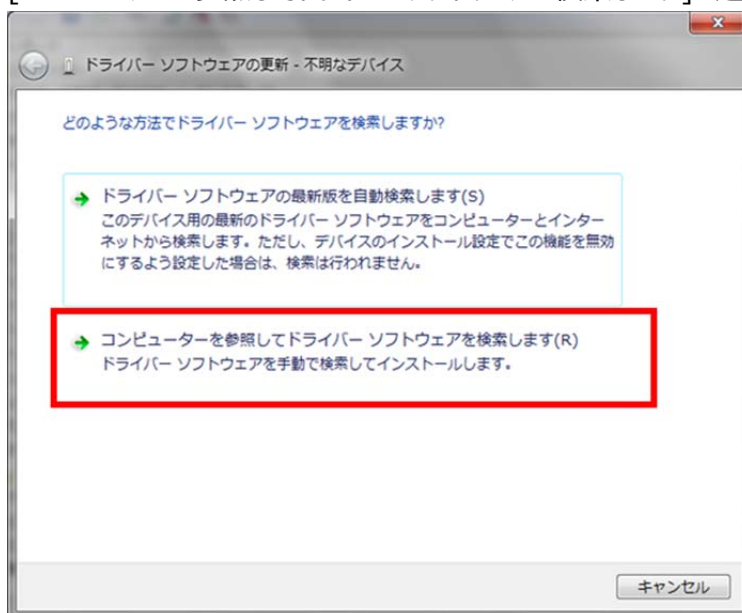 ドライバー ソフトウェアの更新 - 不明なデバイス
どのような方法でドライバー ソフトウェアを検索しますか?
ドライバー ソフトウェアの最新版を自動検索します(S)
このデバイス用の最新のドライバー ソフトウェアをコンピューターとインター
ネットから検索します。ただし、デバイスのインストール設定でこの機能を無効
にするよう設定した場合は、検索は行われません。
コンピューターを参照してドライバー ソフトウェアを検索します(R)
ドライバー ソフトウェアを手動で検索してインストールします。
キャンセル